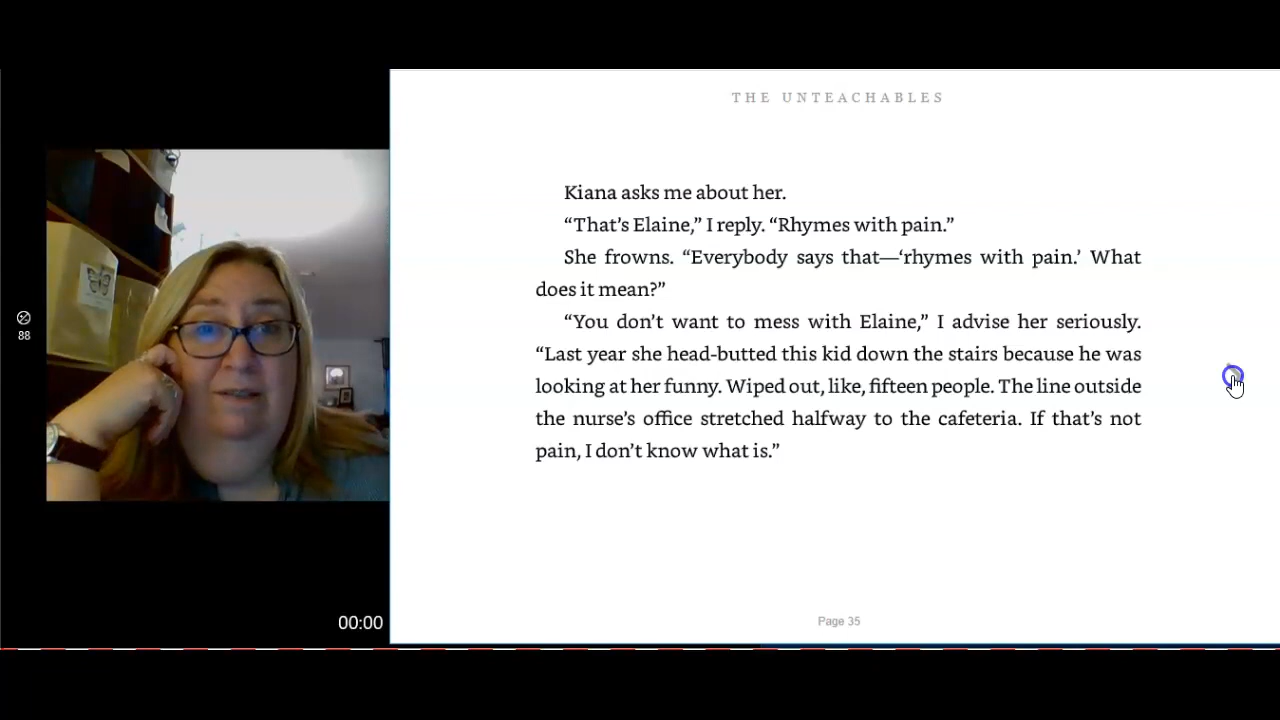 THE UNTEACHABLES
Kiana asks me about her.
“That’s Elaine,” I reply. “Rhymes with pain.”
She frowns. “Everybody says that—‘rhymes with pain.’ What
does it mean?”
“You don’t want to mess with Elaine,” I advise her seriously.
“Last year she head-butted this kid down the stairs because he was
looking at her funny. Wiped out, like, fifteen people. The line outside
the nurse’s office stretched halfway to the cafeteria. If that’s not
pain, I don’t know what is.”
Page 35
88
00:00